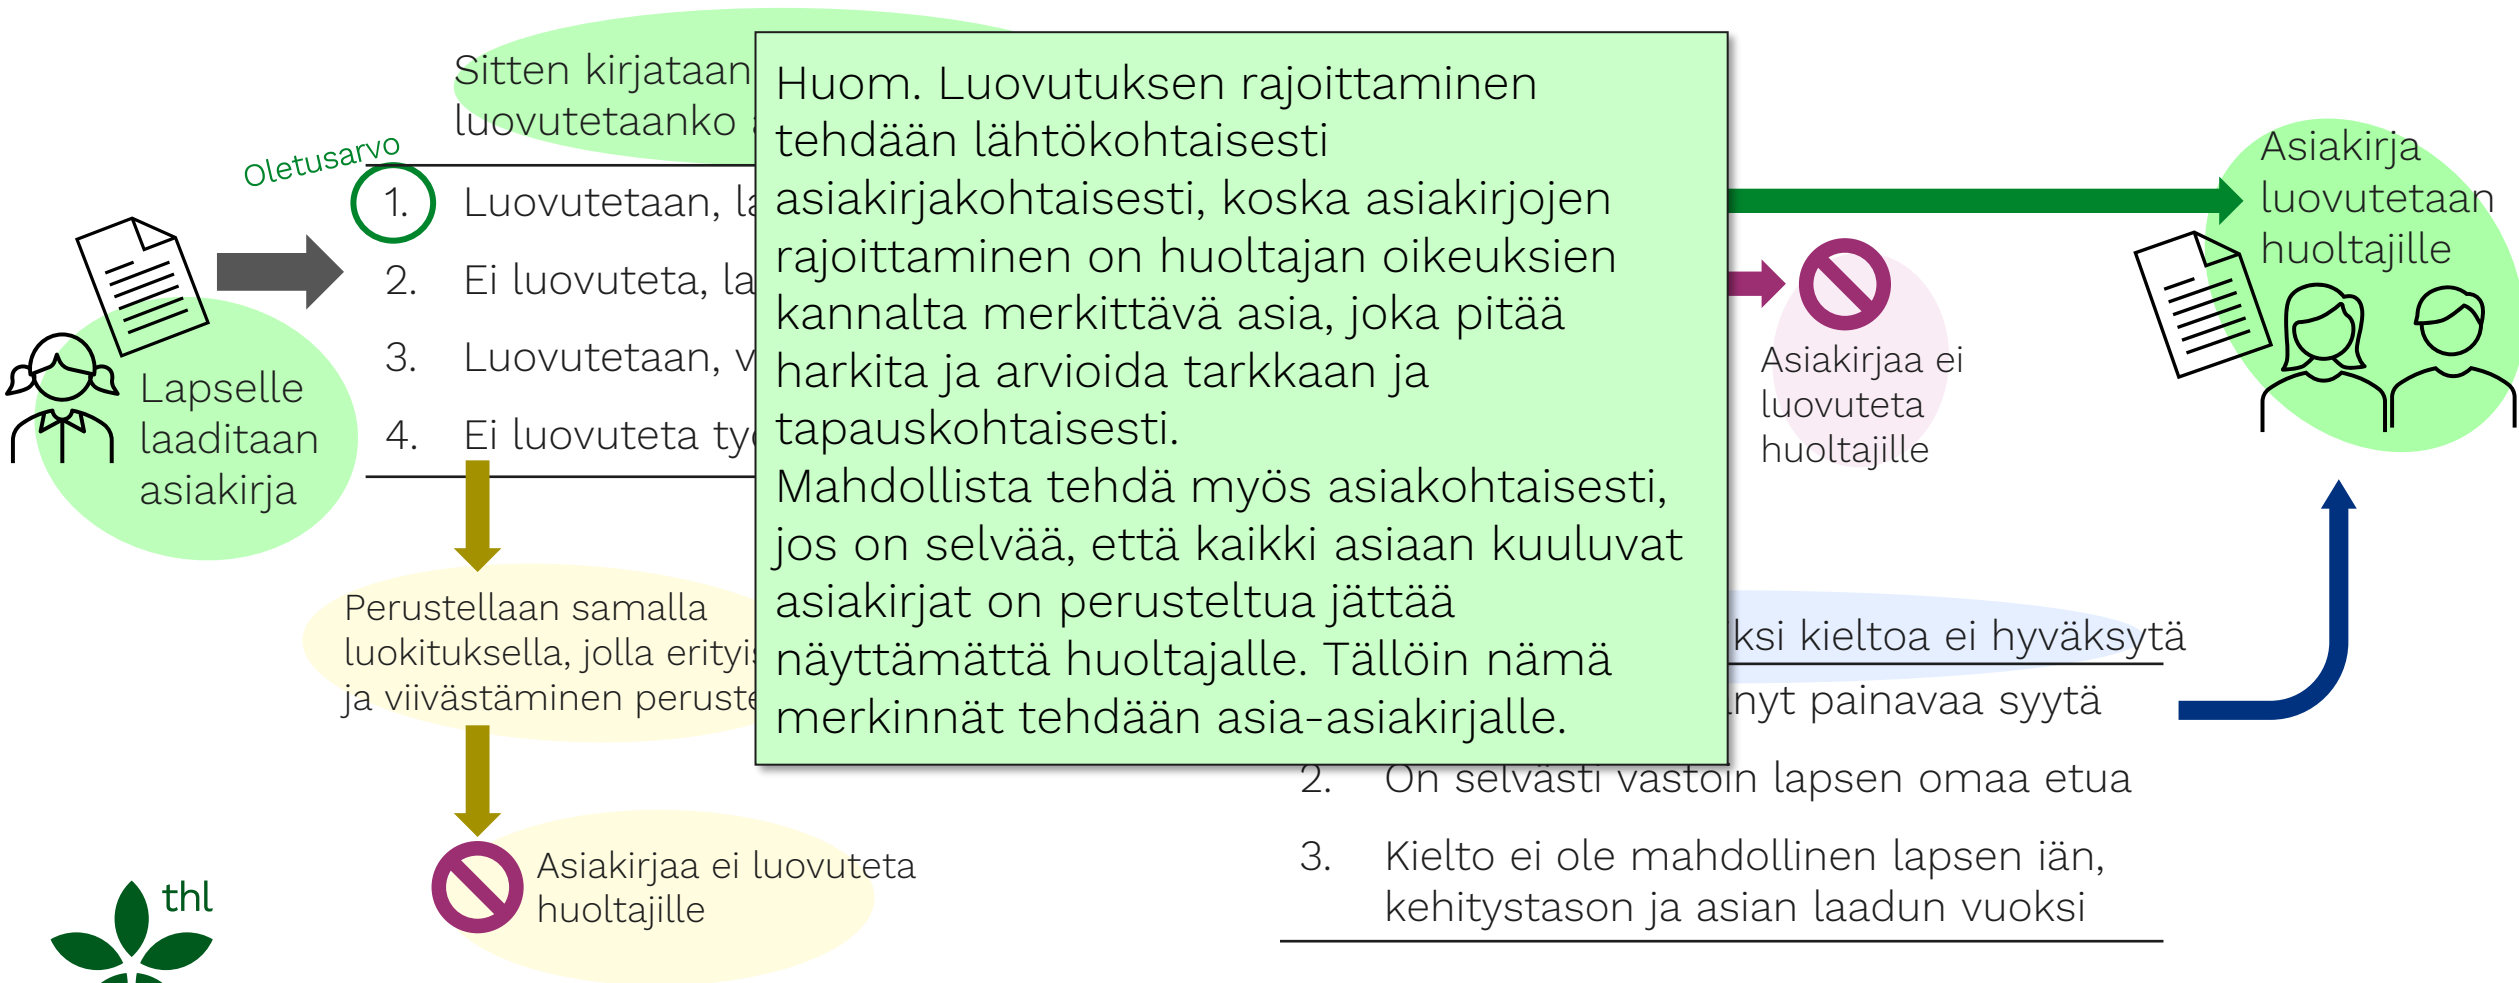 Sitten kirjataan
luovutetaanko
Oletusarvo
1. Luovutetaan,
2. Ei luovuteta,
3. Luovutetaan,
4. Ei luovuteta
Lapselle
laaditaan
asiakirja
Huom. Luovutuksen rajoittaminen
tehdään lähtökohtaisesti
asiakirjakohtaisesti, koska asiakirjojen
rajoittaminen on huoltajan oikeuksien
kannalta merkittävä asia, joka pitää
harkita ja arvioida tarkkaan ja
tapauskohtaisesti.
Mahdollista tehdä myös asiakohtaisesti,
jos on selvää, että kaikki asiaan kuuluvat
asiakirjat on perusteltua jättää
näyttämättä huoltajalle. Tällöin nämä
merkinnät tehdään asia-asiakirjalle.
Asiakirja
luovutetaan
huoltajille
Asiakirjaa ei
luovuteta
huoltajille
Perustellaan samalla
luokituksella, jolla
ja viivästäminen
Asiakirjaa ei luovuteta
huoltajille
kieltoa ei hyväksytä
painavaa syytä
2. On selvästi vastoin lapsen omaa etua
3. Kielto ei ole mahdollinen lapsen iän,
kehitystason ja asian laadun vuoksi
thl